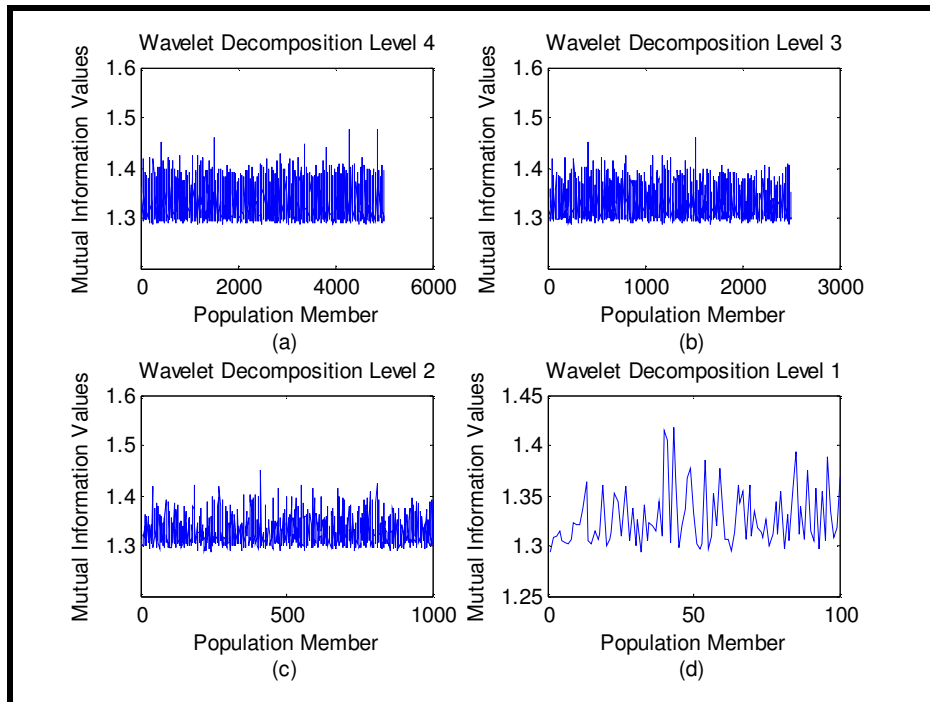 Wavelet Decomposition Level 4
Mutual Information Values
1.6
1.5
1.4
1.3
0 2000 4000 6000
Population Member
(a)
Wavelet Decomposition Level 3
Mutual Information Values
1.6
1.5
1.4
1.3
0 1000 2000 3000
Population Member
(b)
Wavelet Decomposition Level 2
Mutual Information Values
1.6
1.5
1.4
1.3
0 500 1000
Population Member
(c)
Wavelet Decomposition Level 1
Mutual Information Values
1.45
1.4
1.35
1.3
1.25
0 50 100
Population Member
(d)